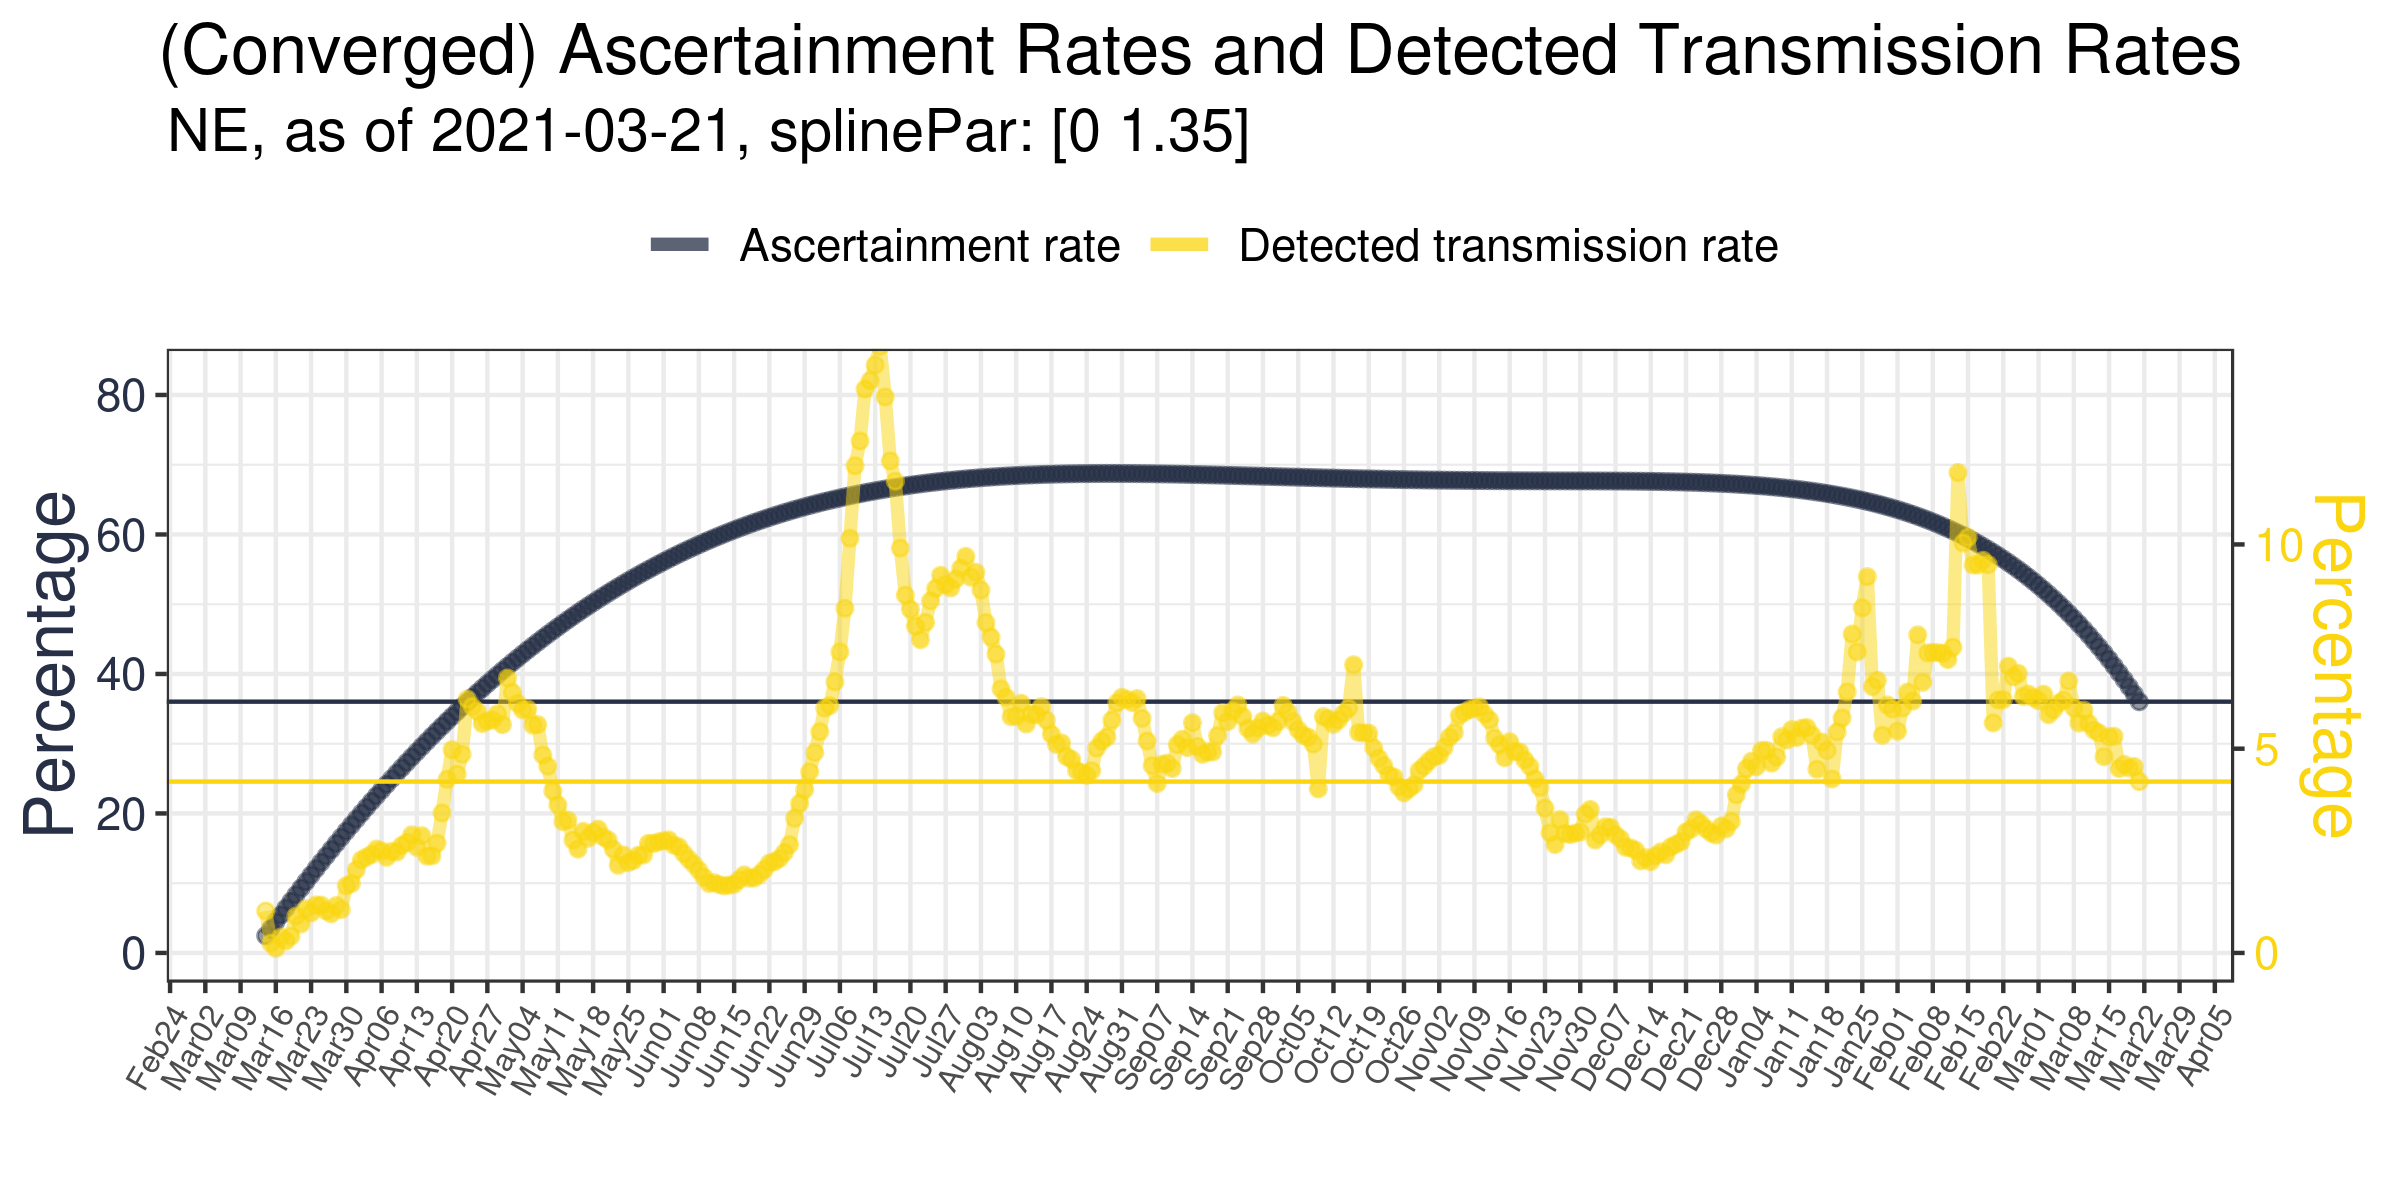 (Converged) Ascertainment Rates and Detected Transmission Rates
NE, as of 2021-03-21, splinePar: [0 1.35]
Ascertainment rate
Detected transmission rate
Percentage
80
60
40
20
0
10
5
0
Percentage
Feb24
Mar02
Mar09
Mar16
Mar23
Mar30
Apr06
Apr13
Apr20
Apr27
May04
May11
May18
May25
Jun01
Jun08
Jun15
Jun22
Jun29
Jul06
Jul13
Jul20
Jul27
Aug03
Aug10
Aug17
Aug24
Aug31
Sep07
Sep14
Sep21
Sep28
Oct05
Oct12
Oct19
Oct26
Nov02
Nov09
Nov16
Nov23
Nov30
Dec07
Dec14
Dec21
Dec28
Jan04
Jan11
Jan18
Jan25
Feb01
Feb08
Feb15
Feb22
Mar01
Mar08
Mar15
Mar22
Mar29
Apr05